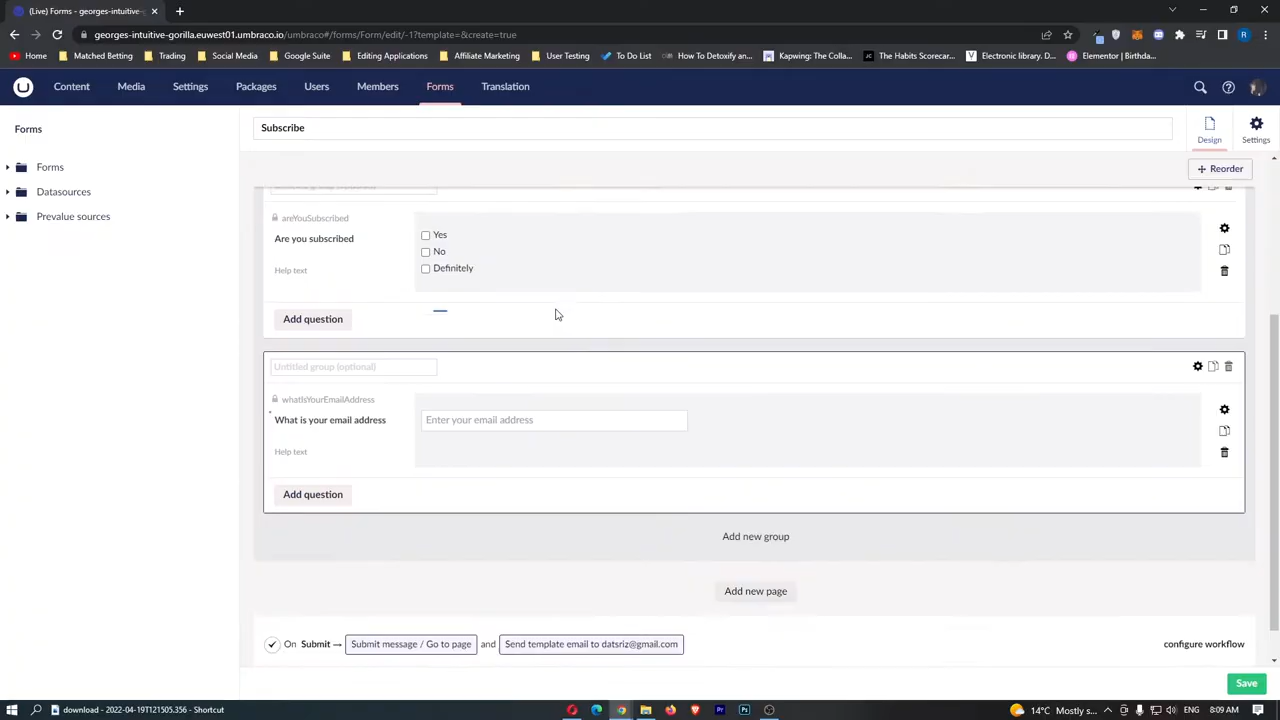 (Live) Forms - georges-intuitive-
georges-intuitive-gorilla.euwest01.umbraco.io/umbraco#/forms/Form/edit/-1?template=&create=true
Home Matched Betting Trading Social Media Editing Applications Affiliate Marketing User Testing To Do List How To Detoxify an... Kapwing: The Colla... The Habits Scorecar... Electronic library. D... Elementor | Birthda...
Content Media Settings Packages Users Members Forms Translation
Forms
Forms
Datasources
Prevalue sources
Subscribe
Design
Settings
Reorder
areYouSubscribed
Are you subscribed
Help text
Yes
No
Definitely
Add question
Untitled group (optional)
whatIsYourEmailAddress
What is your email address
Enter your email address
Help text
Add question
Add new group
Add new page
On Submit → Submit message / Go to page and Send template email to datsriz@gmail.com
configure workflow
Save
download - 2022-04-19T121505.356 - Shortcut
14°C Mostly s...
8:09 AM